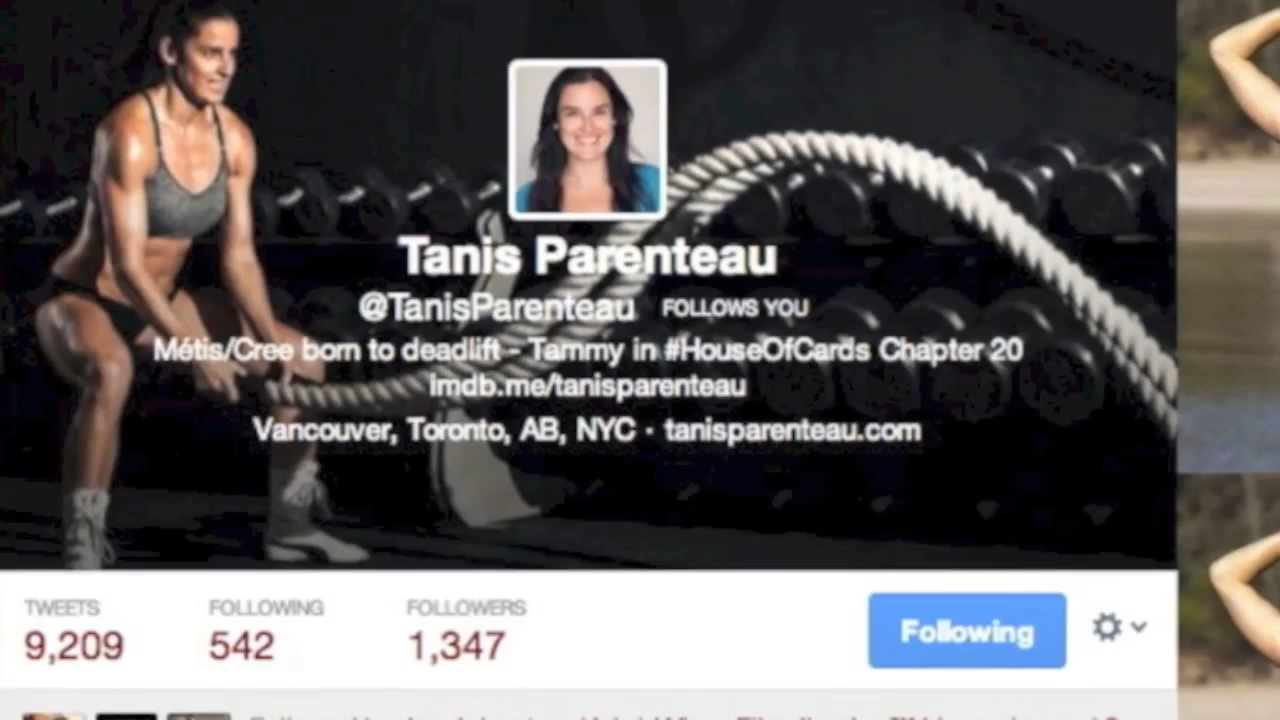 Tanis Parenteau
@TanisParenteau FOLLOWS YOU
Métis/Cree born to deadlift - Tammy in #HouseOfCards Chapter 20
imdb.me/tanisparenteau
Vancouver, Toronto, AB, NYC · tanisparenteau.com
TWEETS FOLLOWING FOLLOWERS
9,209 542 1,347
Following